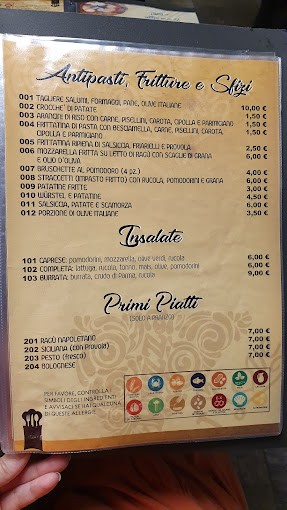 Antipasti, Fritture e Sfizi
001 TAGLIERE SALUMI, FORMAGGI, PANE, OLIVE ITALIANE 10,00 €
002 CROCCHE' DI PATATE 1,50 €
003 ARANCINI DI RISO CON CARNE, PISELLINI, CAROTA, CIPOLLA E PARMIGIANO 1,50 €
004 FRITTATINA DI PASTA CON BESCIAMELLA, CARNE, PISELLINI, CAROTA,
CIPOLLA E PARMIGIANO
005 FRITTATINA RIPIENA DI SALSICCIA, FRIARIELLI E PROVOLA 2,50 €
006 MOZZARELLA FRITTA SU LETTO DI RAGÙ CON SCAGLIE DI GRANA 6,00 €
E OLIO D'OLIVA
007 BRUSCHETTE AL POMODORO (4 pz.) 4,00 €
008 STRACCETTI (IMPASTO FRITTO) CON RUCOLA, POMODORINI E GRANA 6,00 €
009 PATATINE FRITTE 3,00 €
010 WÜRSTEL E PATATINE 4,50 €
011 SALSICCIA, PATATE E SCAMORZA 6,00 €
012 PORZIONE DI OLIVE ITALIANE 3,50 €
Insalate
101 CAPRESE: pomodorini, mozzarella, olive verdi, rucola 6,00 €
102 COMPLETA: lattuga, rucola, tonno, mais, olive, pomodorini 6,00 €
103 BURRATA: burrata, crudo di Parma, rucola 9,00 €
Primi Piatti
201 RAGÙ NAPOLETANO 7,00 €
202 SICILIANA (con Provola) 7,00 €
203 PESTO (fresco) 7,00 €
204 BOLOGNESE 7,00 €
PER FAVORE, CONTROLLA I
SIMBOLI DEGLI INGREDIENTI
E AVVISACI SE HAI QUALCUNA
DI QUESTE ALLERGIE